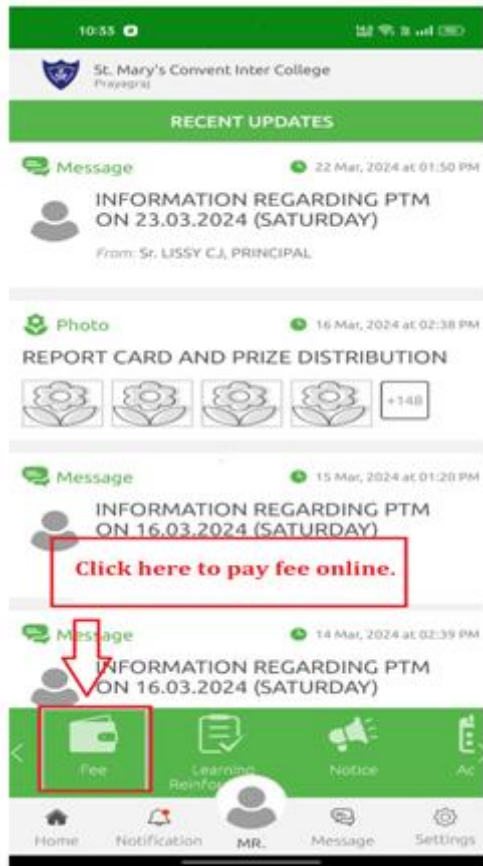 10:33
St. Mary's Convent Inter College
Prayagraj
RECENT UPDATES
Message
22 Mar, 2024 at 01:50 PM
INFORMATION REGARDING PTM
ON 23.03.2024 (SATURDAY)
From: Sr. LISSY CJ, PRINCIPAL
Photo
16 Mar, 2024 at 02:38 PM
REPORT CARD AND PRIZE DISTRIBUTION
+148
Message
15 Mar, 2024 at 01:20 PM
INFORMATION REGARDING PTM
ON 16.03.2024 (SATURDAY)
Click here to pay fee online.
Message
14 Mar, 2024 at 02:39 PM
INFORMATION REGARDING PTM
ON 16.03.2024 (SATURDAY)
Fee
Learning
Notice
Ac
Home
Notification
MR.
Message
Settings